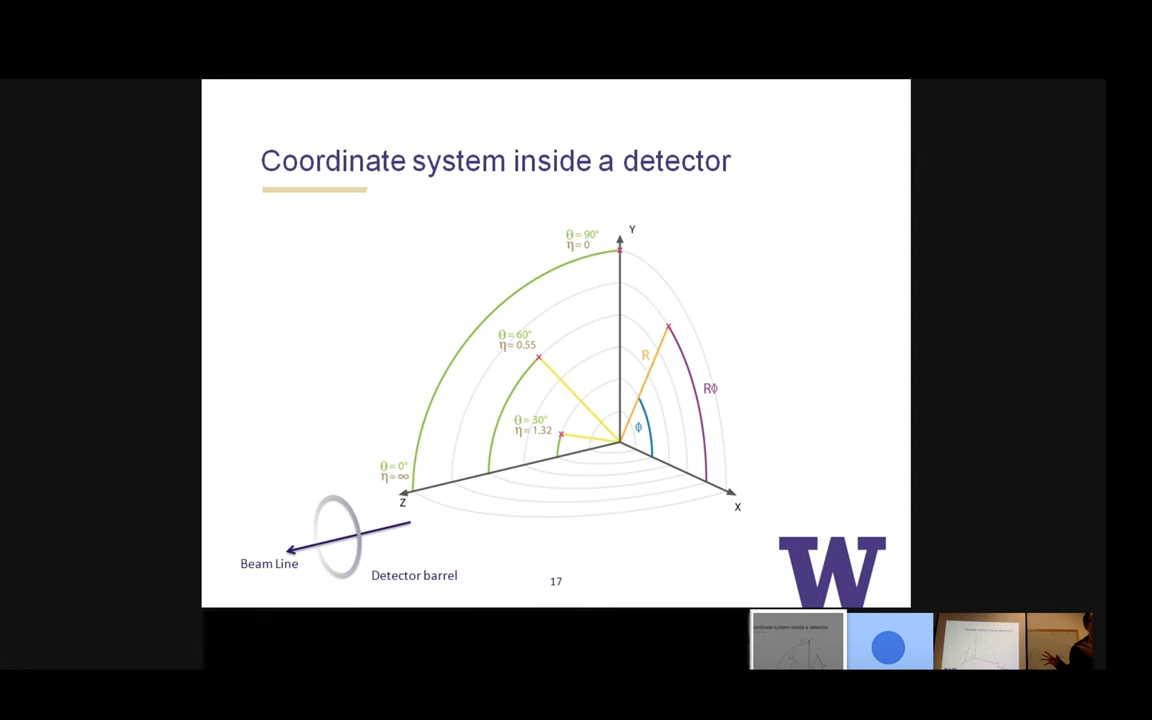 Coordinate system inside a detector
Y
θ = 90°
η = 0
θ = 60°
η = 0.55
R
RΦ
θ = 30°
η = 1.32
Φ
θ = 0°
η = ∞
Z
X
Beam Line
Detector barrel
17
W